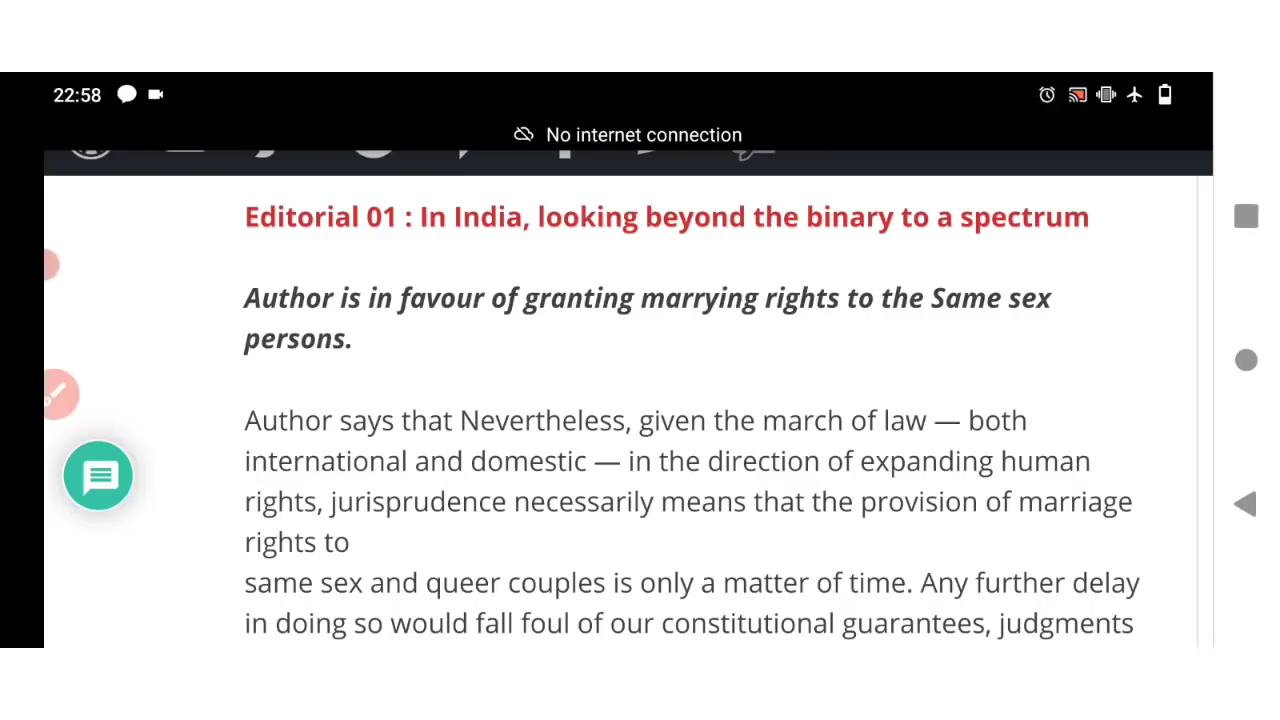 22:58
No internet connection
Editorial 01 : In India, looking beyond the binary to a spectrum
Author is in favour of granting marrying rights to the Same sex
persons.
Author says that Nevertheless, given the march of law — both
international and domestic — in the direction of expanding human
rights, jurisprudence necessarily means that the provision of marriage
rights to
same sex and queer couples is only a matter of time. Any further delay
in doing so would fall foul of our constitutional guarantees, judgments